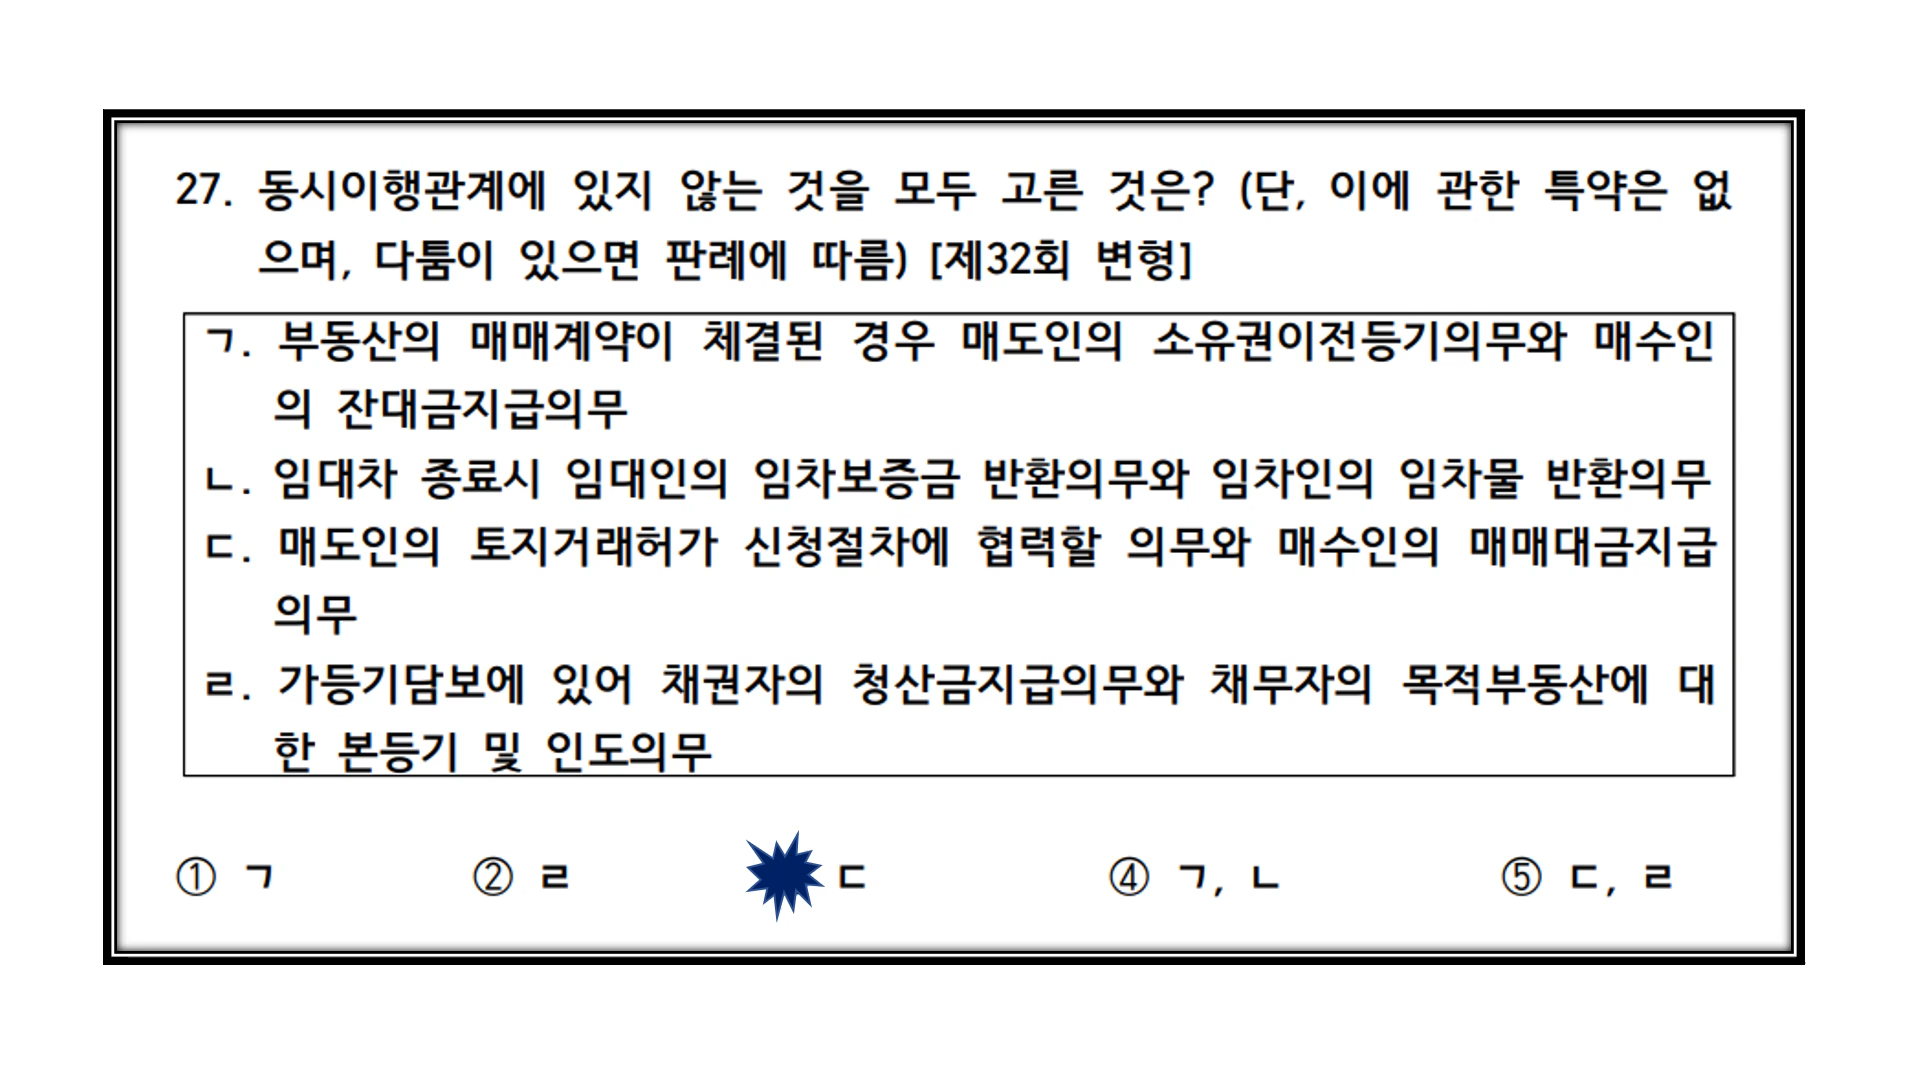 27. 동시이행관계에 있지 않는 것을 모두 고른 것은? (단, 이에 관한 특약은 없
으며, 다툼이 있으면 판례에 따름) [제32회 변형]
ㄱ. 부동산의 매매계약이 체결된 경우 매도인의 소유권이전등기의무와 매수인
의 잔대금지급의무
ㄴ. 임대차 종료시 임대인의 임차보증금 반환의무와 임차인의 임차물 반환의무
ㄷ. 매도인의 토지거래허가 신청절차에 협력할 의무와 매수인의 매매대금지급
의무
ㄹ. 가등기담보에 있어 채권자의 청산금지급의무와 채무자의 목적부동산에 대
한 본등기 및 인도의무
① ㄱ ② ㄹ ㄷ ④ ㄱ, ㄴ ⑤ ㄷ, ㄹ